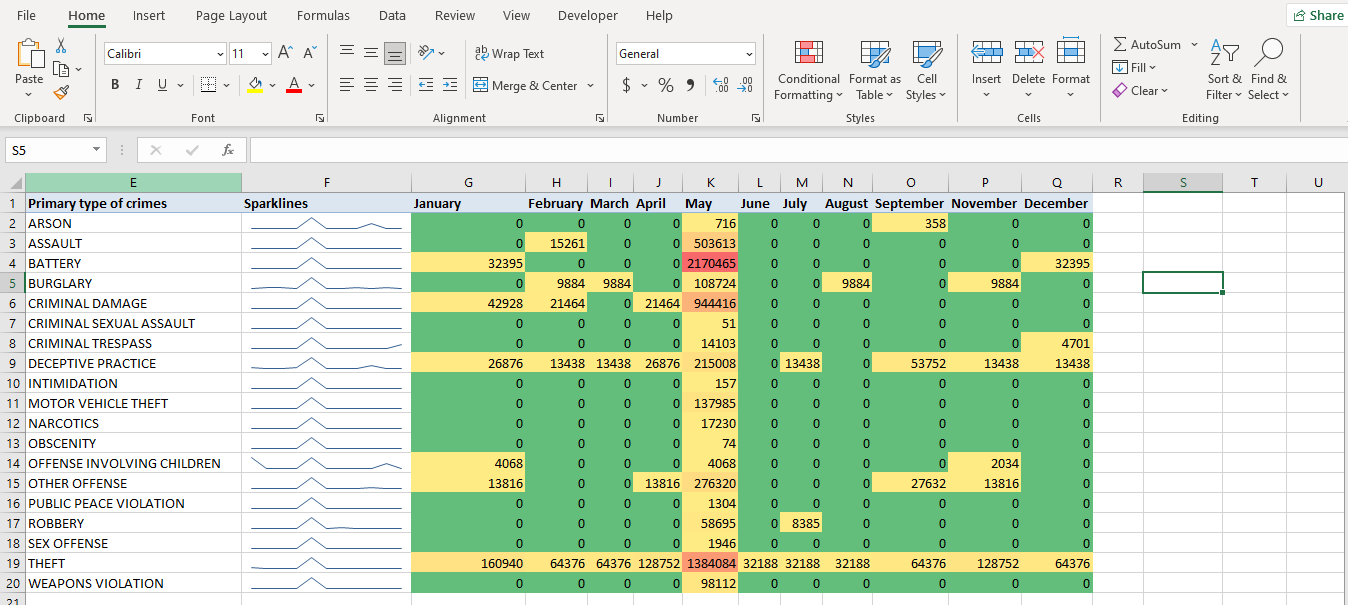 File Home Insert Page Layout Formulas Data Review View Developer Help Share
Calibri 11 A A ab Wrap Text General AutoSum
Paste B I U A Merge & Center $ % 9 .00 .00 Conditional Formatting Format as Table Cell Styles Insert Delete Format Fill Clear Sort & Filter Find & Select
Clipboard Font Alignment Number Styles Cells Editing
S5 fx
E F G H I J K L M N O P Q R S T U
1 Primary type of crimes Sparklines January February March April May June July August September November December
2 ARSON 0 0 0 0 716 0 0 0 358 0 0
3 ASSAULT 0 15261 0 0 503613 0 0 0 0 0 0
4 BATTERY 32395 0 0 0 2170465 0 0 0 0 0 32395
5 BURGLARY 0 9884 9884 0 108724 0 0 9884 0 9884 0
6 CRIMINAL DAMAGE 42928 21464 0 21464 944416 0 0 0 0 0 0
7 CRIMINAL SEXUAL ASSAULT 0 0 0 0 51 0 0 0 0 0 0
8 CRIMINAL TRESPASS 0 0 0 0 14103 0 0 0 0 0 4701
9 DECEPTIVE PRACTICE 26876 13438 13438 26876 215008 0 13438 0 53752 13438 13438
10 INTIMIDATION 0 0 0 0 157 0 0 0 0 0 0
11 MOTOR VEHICLE THEFT 0 0 0 0 137985 0 0 0 0 0 0
12 NARCOTICS 0 0 0 0 17230 0 0 0 0 0 0
13 OBSCENITY 0 0 0 0 74 0 0 0 0 0 0
14 OFFENSE INVOLVING CHILDREN 4068 0 0 0 4068 0 0 0 0 2034 0
15 OTHER OFFENSE 13816 0 0 13816 276320 0 0 0 27632 13816 0
16 PUBLIC PEACE VIOLATION 0 0 0 0 1304 0 0 0 0 0 0
17 ROBBERY 0 0 0 0 58695 0 8385 0 0 0 0
18 SEX OFFENSE 0 0 0 0 1946 0 0 0 0 0 0
19 THEFT 160940 64376 64376 128752 1384084 32188 32188 32188 64376 128752 64376
20 WEAPONS VIOLATION 0 0 0 0 98112 0 0 0 0 0 0
21